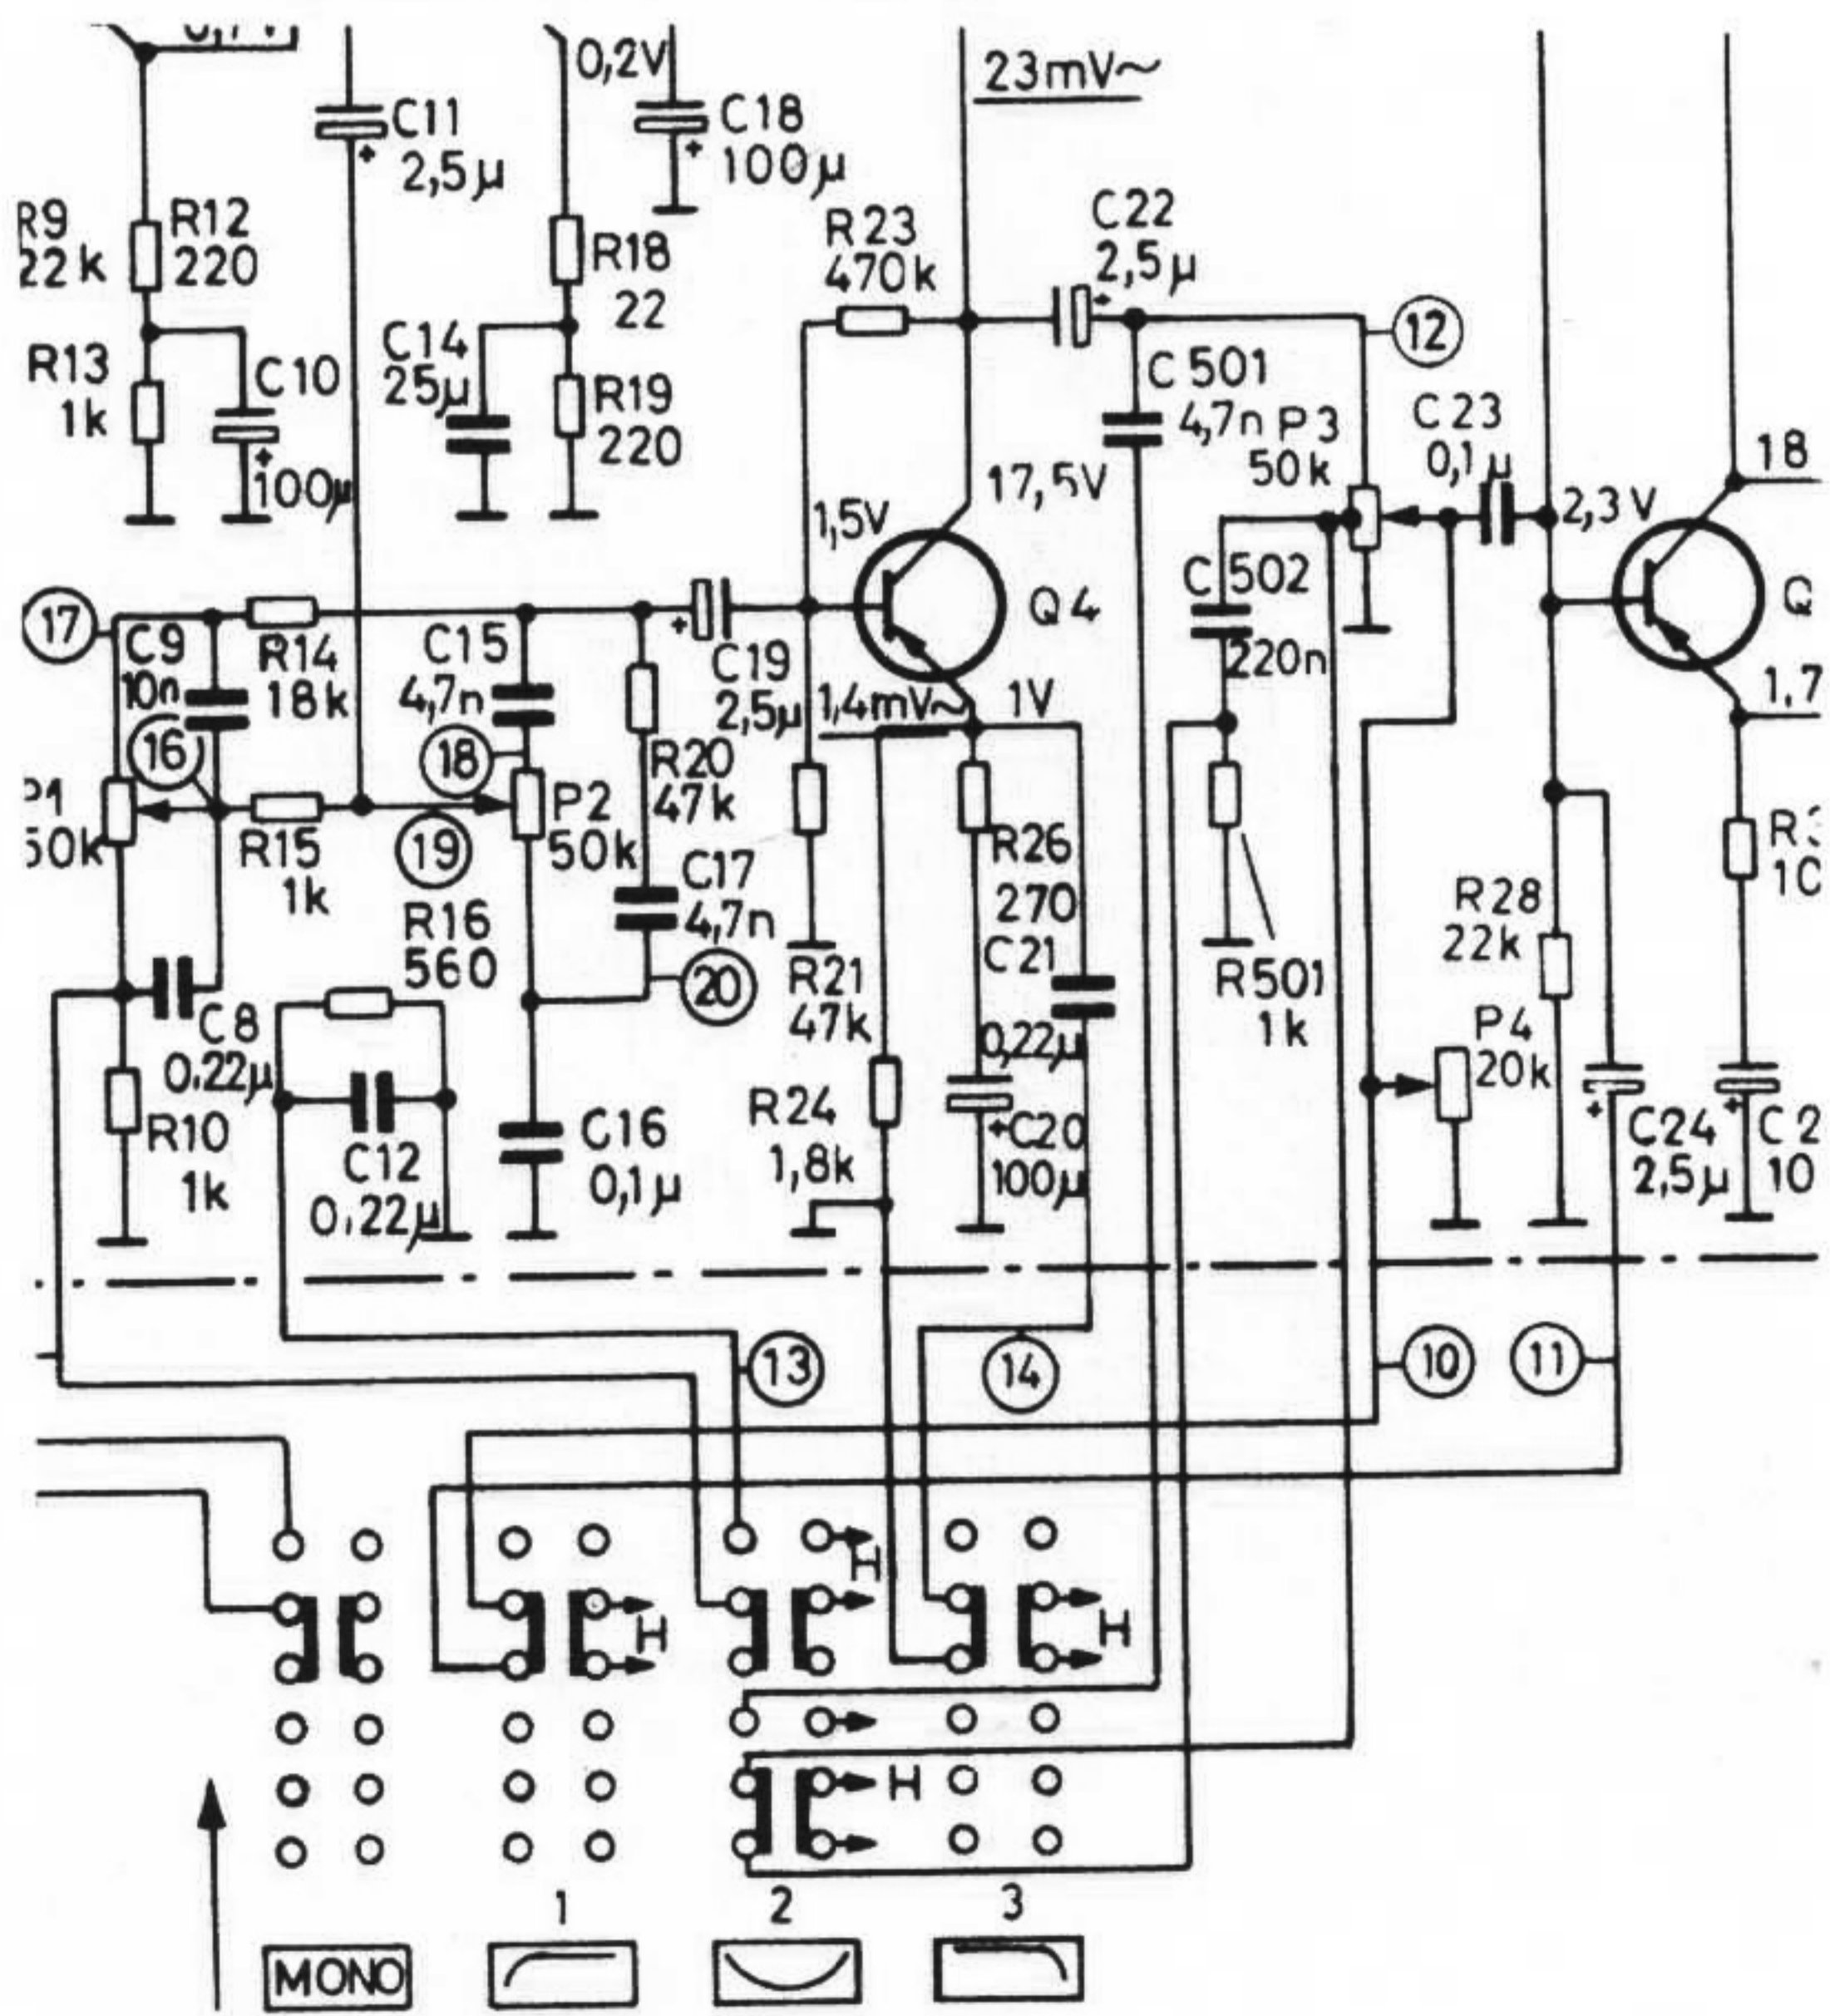 0,2V
23mV~
C11
2,5µ
C18
100µ
R9
22k
R12
220
R18
22
R23
470k
C22
2,5µ
12
R13
1k
C10
100µ
C14
25µ
R19
220
C501
4,7n
P3
50k
C23
0,1µ
17,5V
1,5V
2,3V
18
17
C9
10n
R14
18k
C15
4,7n
C19
2,5µ
Q4
C502
220n
Q
1,4mV~
1V
1,7
16
18
R20
47k
P1
50k
R15
1k
19
P2
50k
R26
270
R16
560
C17
4,7n
20
R21
47k
C21
0,22µ
R501
1k
R28
22k
C8
0,22µ
P4
20k
R10
1k
C12
0,22µ
C16
0,1µ
R24
1,8k
C20
100µ
C24
2,5µ
C2
10
13
14
10
11
H
H
H
H
1
2
3
MONO